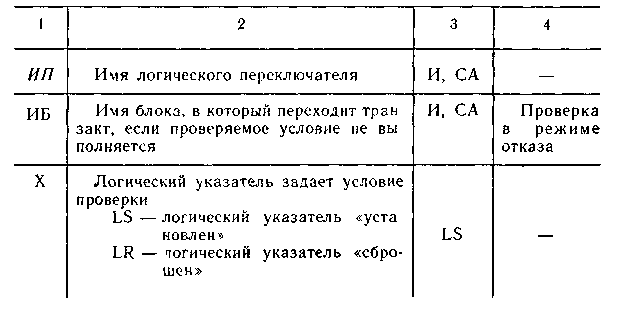 1 2 3 4
ИП Имя логического переключателя И, СА —
ИБ Имя блока, в который переходит тран И, СА Проверка
закт, если проверяемое условие не вы в режиме
полняется отказа
X Логический указатель задает условие
проверки
LS — логический указатель «уста
новлен» LS —
LR — логический указатель «сбро-
шен»